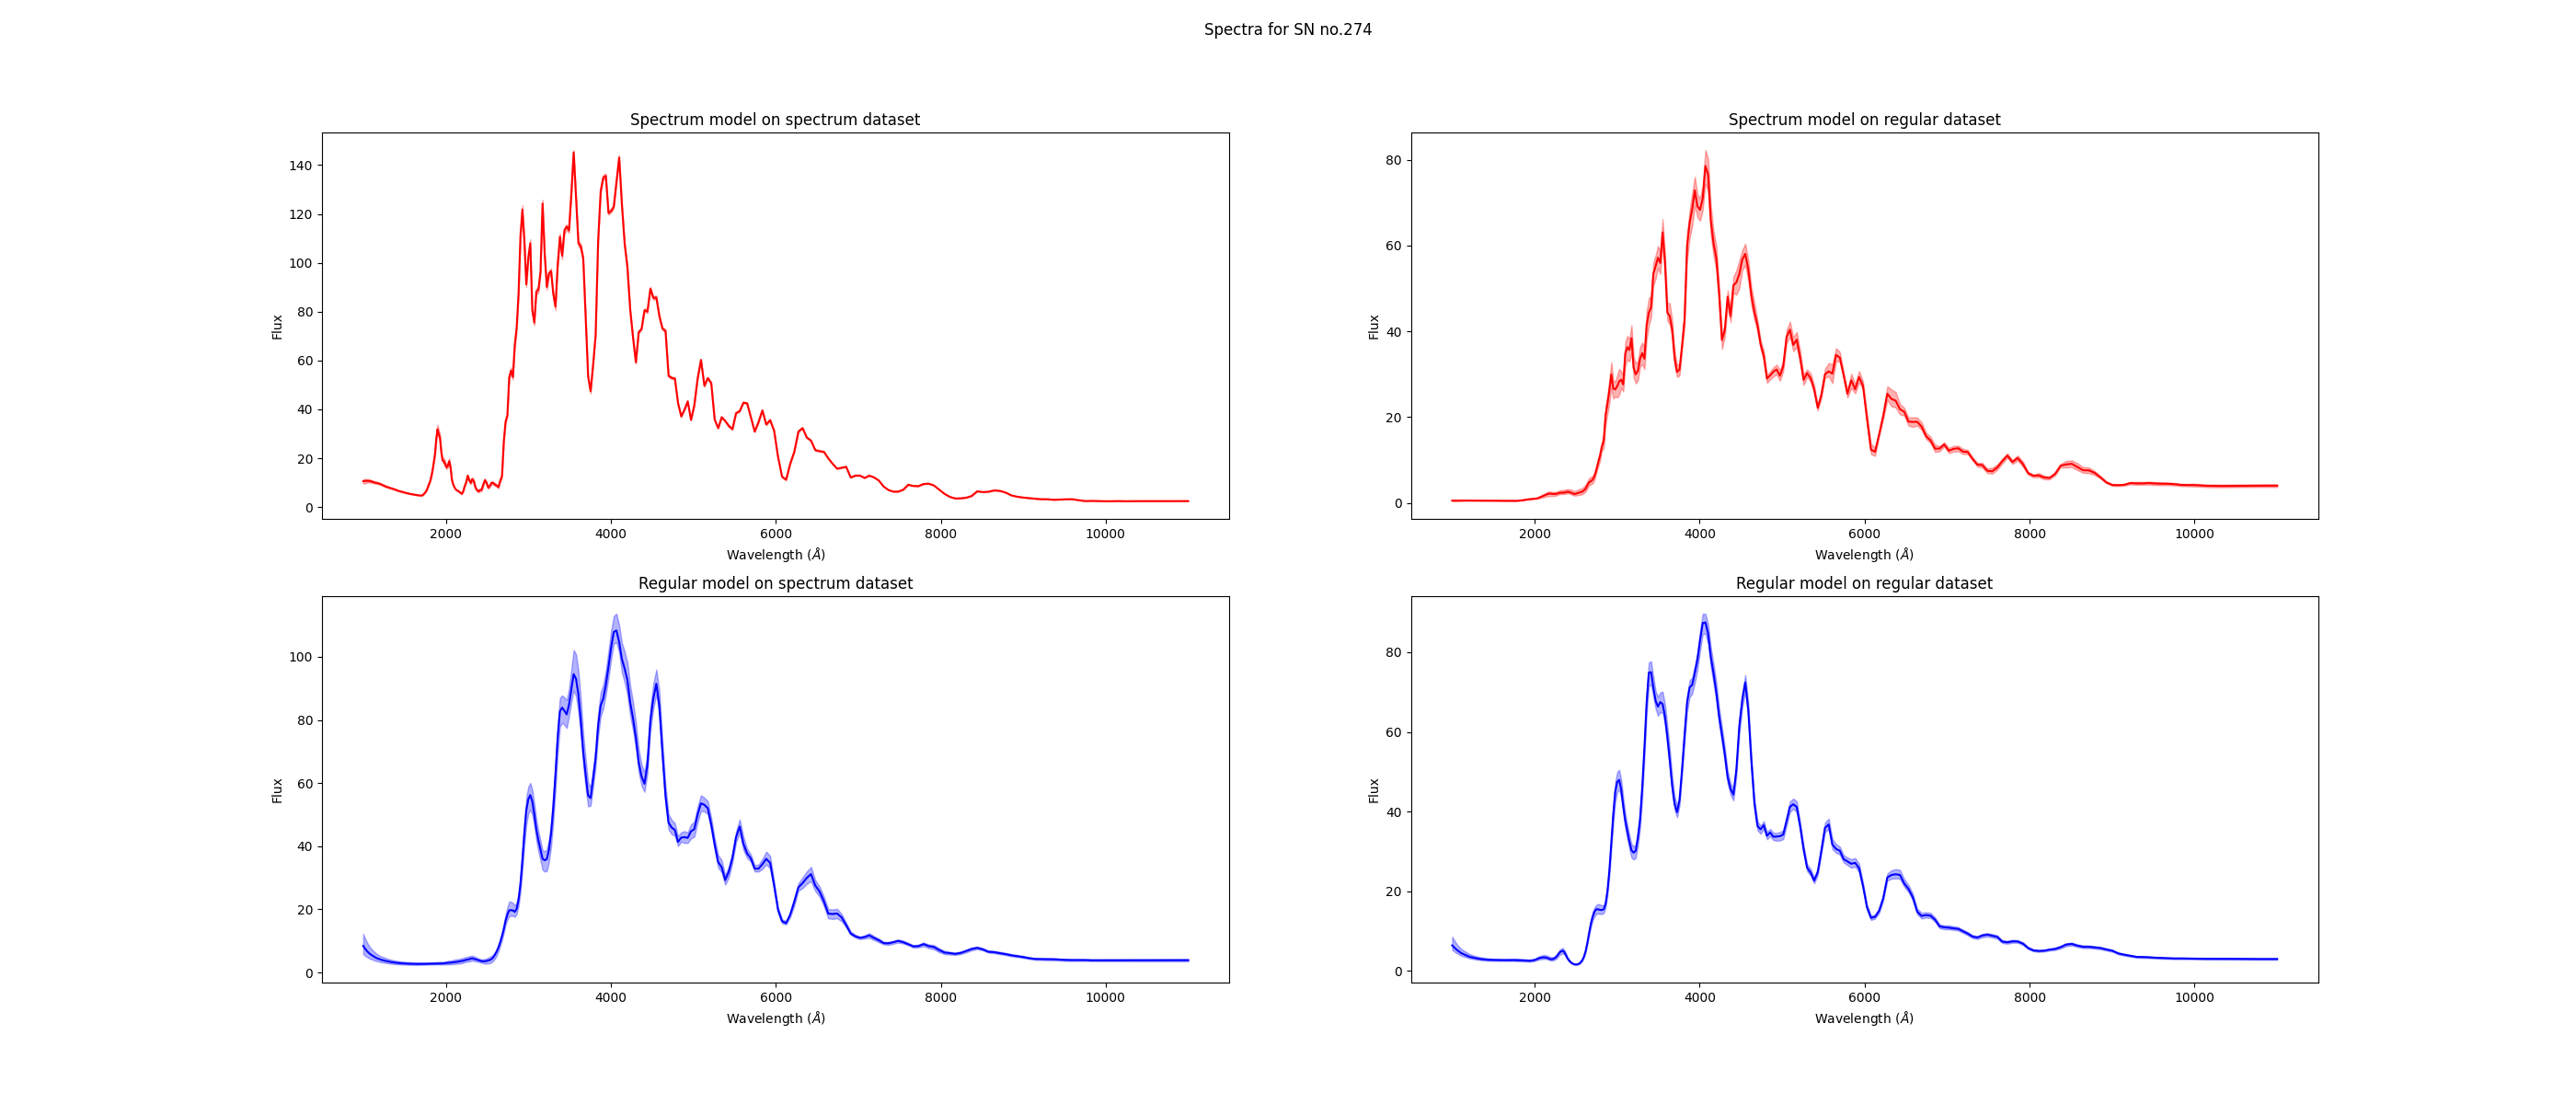 Spectra for SN no.274
Spectrum model on spectrum dataset
140
120
100
80
60
40
20
0
Flux
2000 4000 6000 8000 10000
Wavelength (Å)
Spectrum model on regular dataset
80
60
40
20
0
Flux
2000 4000 6000 8000 10000
Wavelength (Å)
Regular model on spectrum dataset
100
80
60
40
20
0
Flux
2000 4000 6000 8000 10000
Wavelength (Å)
Regular model on regular dataset
80
60
40
20
0
Flux
2000 4000 6000 8000 10000
Wavelength (Å)